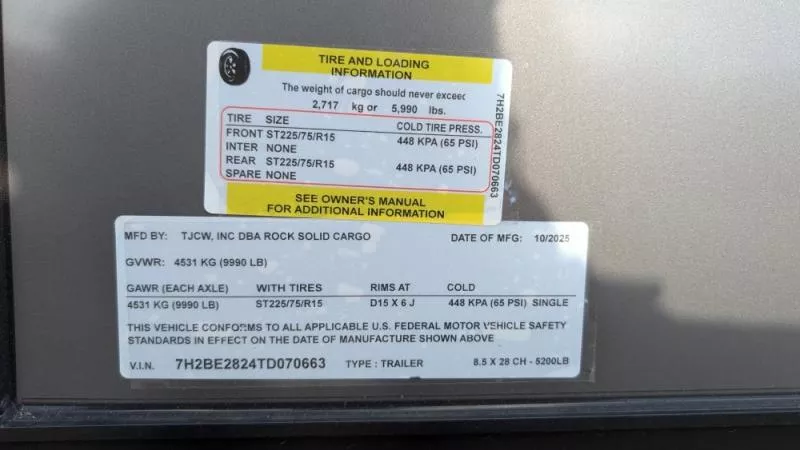 TIRE AND LOADING
INFORMATION
The weight of cargo should never exceed
2,717 kg or 5,990 lbs.
TIRE SIZE COLD TIRE PRESS.
FRONT ST225/75/R15 448 KPA (65 PSI)
INTER NONE
REAR ST225/75/R15 448 KPA (65 PSI)
SPARE NONE
SEE OWNER'S MANUAL
FOR ADDITIONAL INFORMATION
7H2BE2824TD070663
MFD BY: TJCW, INC DBA ROCK SOLID CARGO DATE OF MFG: 10/2025
GVWR: 4531 KG (9990 LB)
GAWR (EACH AXLE) WITH TIRES RIMS AT COLD
4531 KG (9990 LB) ST225/75/R15 D15 X 6 J 448 KPA (65 PSI) SINGLE
THIS VEHICLE CONFORMS TO ALL APPLICABLE U.S. FEDERAL MOTOR VEHICLE SAFETY
STANDARDS IN EFFECT ON THE DATE OF MANUFACTURE SHOWN ABOVE
V.I.N. 7H2BE2824TD070663 TYPE : TRAILER 8.5 X 28 CH - 5200LB